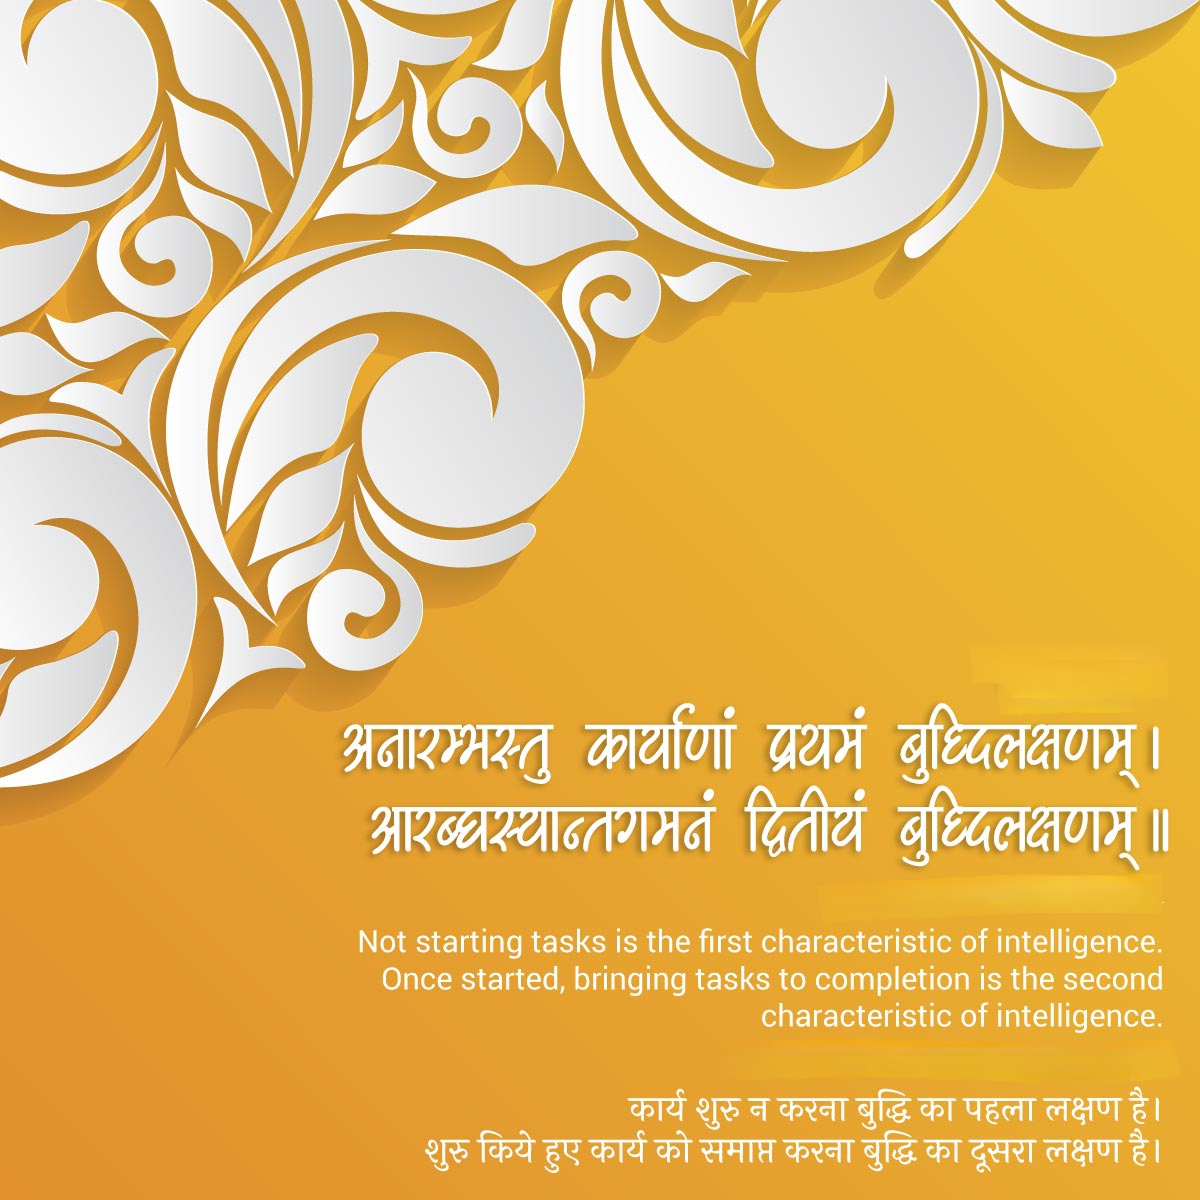 अनारम्भस्तु कार्याणां प्रथमं बुध्दिलक्षणम् ।
आरब्धस्यान्तगमनं द्वितीयं बुध्दिलक्षणम् ॥
Not starting tasks is the first characteristic of intelligence.
Once started, bringing tasks to completion is the second
characteristic of intelligence.
कार्य शुरु न करना बुद्धि का पहला लक्षण है।
शुरु किये हुए कार्य को समाप्त करना बुद्धि का दूसरा लक्षण है।